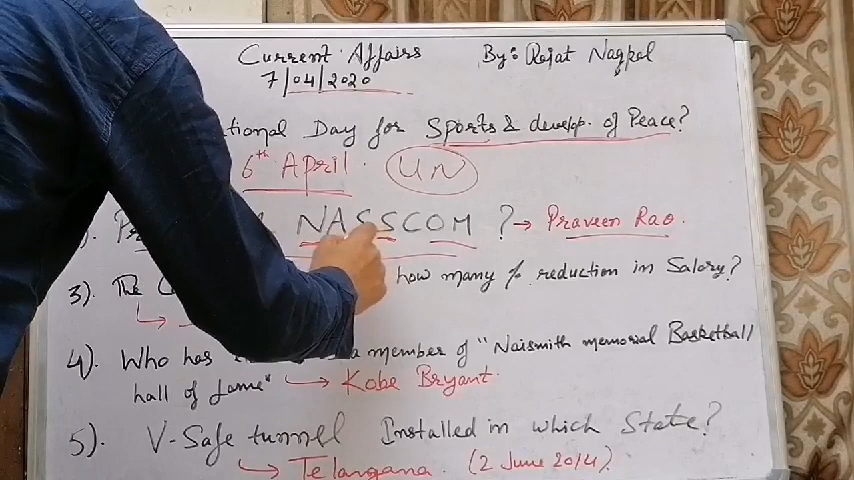 Current Affairs By: Rajat Nagpal
7/04/2020
tional Day for Sports & develop. of Peace?
6th April. UN
). NASSCOM ? → Praveen Rao.
3). The how many % reduction in Salary?
4). Who has a member of "Naismith memorial Basketball
hall of fame" → Kobe Bryant.
5). V-Safe tunnel Installed in which State?
→ Telangana. (2 June 2014).